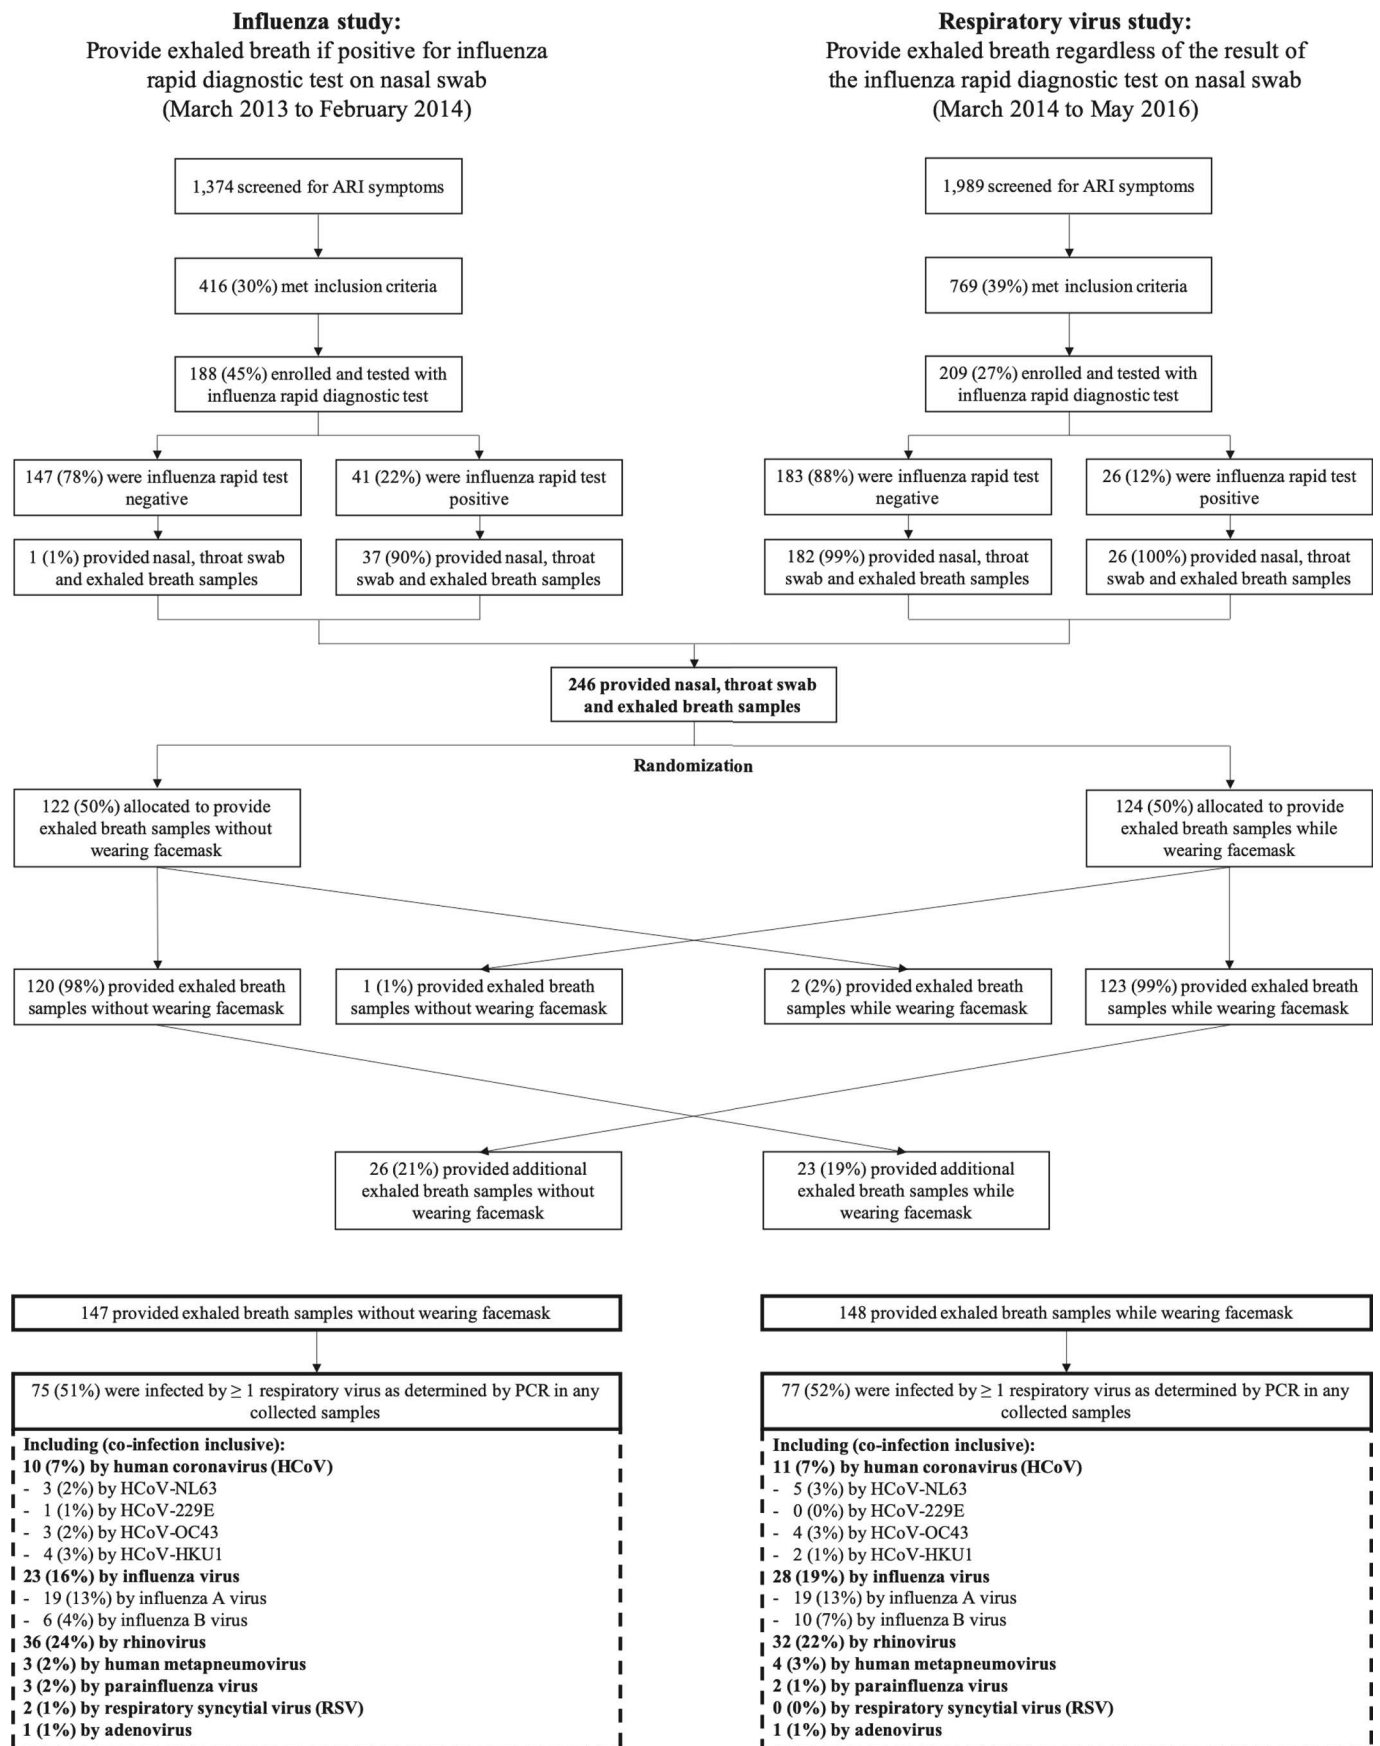 Influenza study:
Provide exhaled breath if positive for influenza
rapid diagnostic test on nasal swab
(March 2013 to February 2014)
Respiratory virus study:
Provide exhaled breath regardless of the result of
the influenza rapid diagnostic test on nasal swab
(March 2014 to May 2016)
1,374 screened for ARI symptoms
1,989 screened for ARI symptoms
416 (30%) met inclusion criteria
769 (39%) met inclusion criteria
188 (45%) enrolled and tested with
influenza rapid diagnostic test
209 (27%) enrolled and tested with
influenza rapid diagnostic test
147 (78%) were influenza rapid test
negative
41 (22%) were influenza rapid test
positive
183 (88%) were influenza rapid test
negative
26 (12%) were influenza rapid test
positive
1 (1%) provided nasal, throat swab
and exhaled breath samples
37 (90%) provided nasal, throat
swab and exhaled breath samples
182 (99%) provided nasal, throat
swab and exhaled breath samples
26 (100%) provided nasal, throat
swab and exhaled breath samples
246 provided nasal, throat swab
and exhaled breath samples
Randomization
122 (50%) allocated to provide
exhaled breath samples without
wearing facemask
124 (50%) allocated to provide
exhaled breath samples while
wearing facemask
120 (98%) provided exhaled breath
samples without wearing facemask
1 (1%) provided exhaled breath
samples without wearing facemask
2 (2%) provided exhaled breath
samples while wearing facemask
123 (99%) provided exhaled breath
samples while wearing facemask
26 (21%) provided additional
exhaled breath samples without
wearing facemask
23 (19%) provided additional
exhaled breath samples while
wearing facemask
147 provided exhaled breath samples without wearing facemask
148 provided exhaled breath samples while wearing facemask
75 (51%) were infected by ≥ 1 respiratory virus as determined by PCR in any
collected samples
Including (co-infection inclusive):
10 (7%) by human coronavirus (HCoV)
- 3 (2%) by HCoV-NL63
- 1 (1%) by HCoV-229E
- 3 (2%) by HCoV-OC43
- 4 (3%) by HCoV-HKU1
23 (16%) by influenza virus
- 19 (13%) by influenza A virus
- 6 (4%) by influenza B virus
36 (24%) by rhinovirus
3 (2%) by human metapneumovirus
3 (2%) by parainfluenza virus
2 (1%) by respiratory syncytial virus (RSV)
1 (1%) by adenovirus
77 (52%) were infected by ≥ 1 respiratory virus as determined by PCR in any
collected samples
Including (co-infection inclusive):
11 (7%) by human coronavirus (HCoV)
- 5 (3%) by HCoV-NL63
- 0 (0%) by HCoV-229E
- 4 (3%) by HCoV-OC43
- 2 (1%) by HCoV-HKU1
28 (19%) by influenza virus
- 19 (13%) by influenza A virus
- 10 (7%) by influenza B virus
32 (22%) by rhinovirus
4 (3%) by human metapneumovirus
2 (1%) by parainfluenza virus
0 (0%) by respiratory syncytial virus (RSV)
1 (1%) by adenovirus